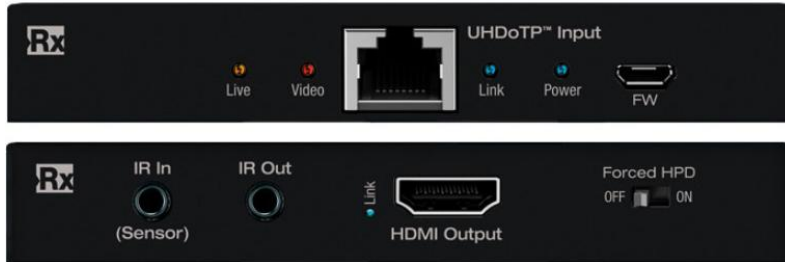 Rx
UHDoTP™ Input
Live
Video
Link
Power
FW
Rx
IR In
IR Out
Link
Forced HPD
OFF
ON
(Sensor)
HDMI Output